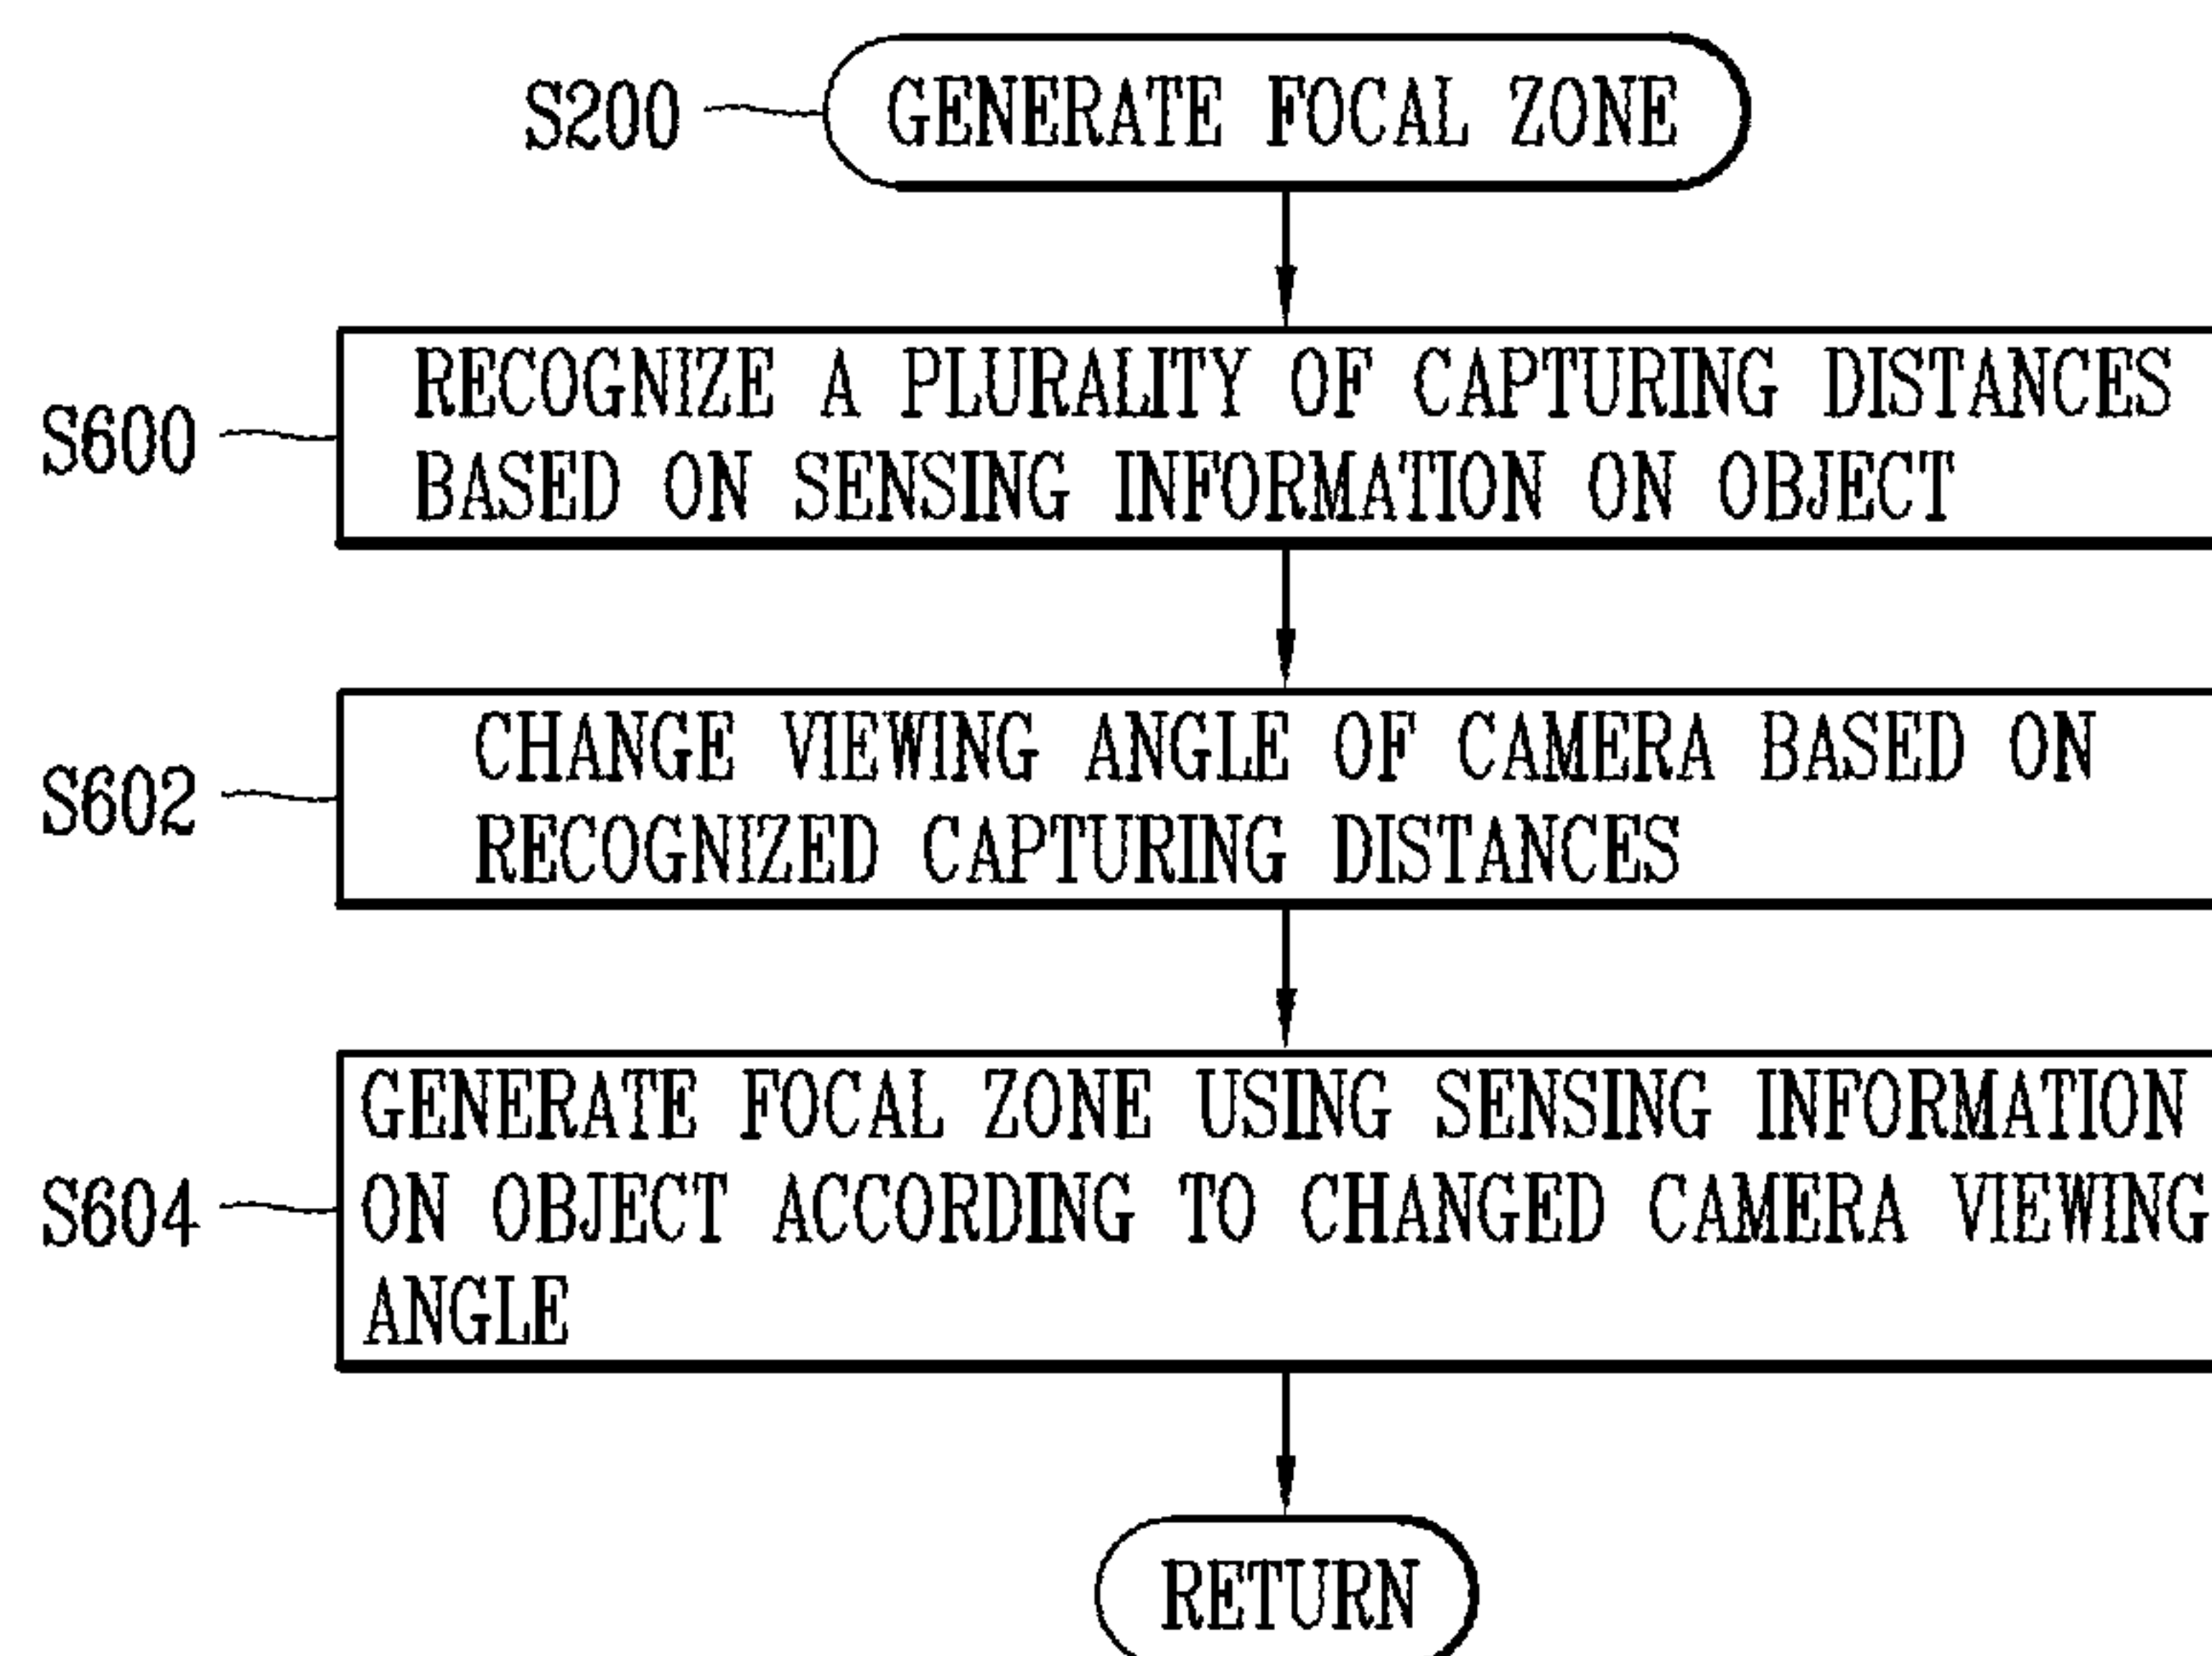 S200 GENERATE FOCAL ZONE
S600
RECOGNIZE A PLURALITY OF CAPTURING DISTANCES
BASED ON SENSING INFORMATION ON OBJECT
S602
CHANGE VIEWING ANGLE OF CAMERA BASED ON
RECOGNIZED CAPTURING DISTANCES
S604
GENERATE FOCAL ZONE USING SENSING INFORMATION
ON OBJECT ACCORDING TO CHANGED CAMERA VIEWING
ANGLE
RETURN